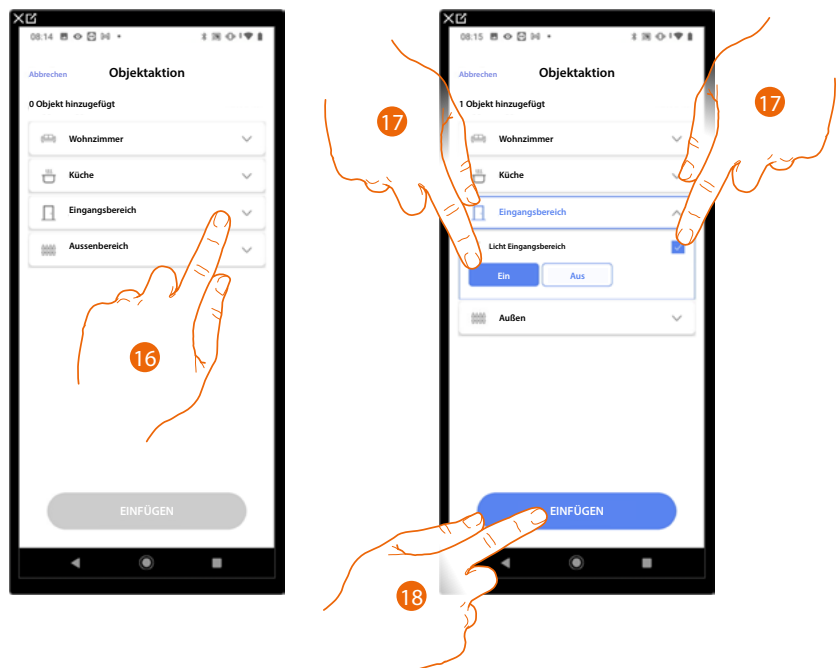 08:14
Abbrechen Objektaktion
0 Objekt hinzugefügt
Wohnzimmer
Küche
Eingangsbereich
Aussenbereich
16
EINFÜGEN
08:15
Abbrechen Objektaktion
1 Objekt hinzugefügt
17
17
Wohnzimmer
Küche
Eingangsbereich
Licht Eingangsbereich
Ein Aus
Außen
EINFÜGEN
18